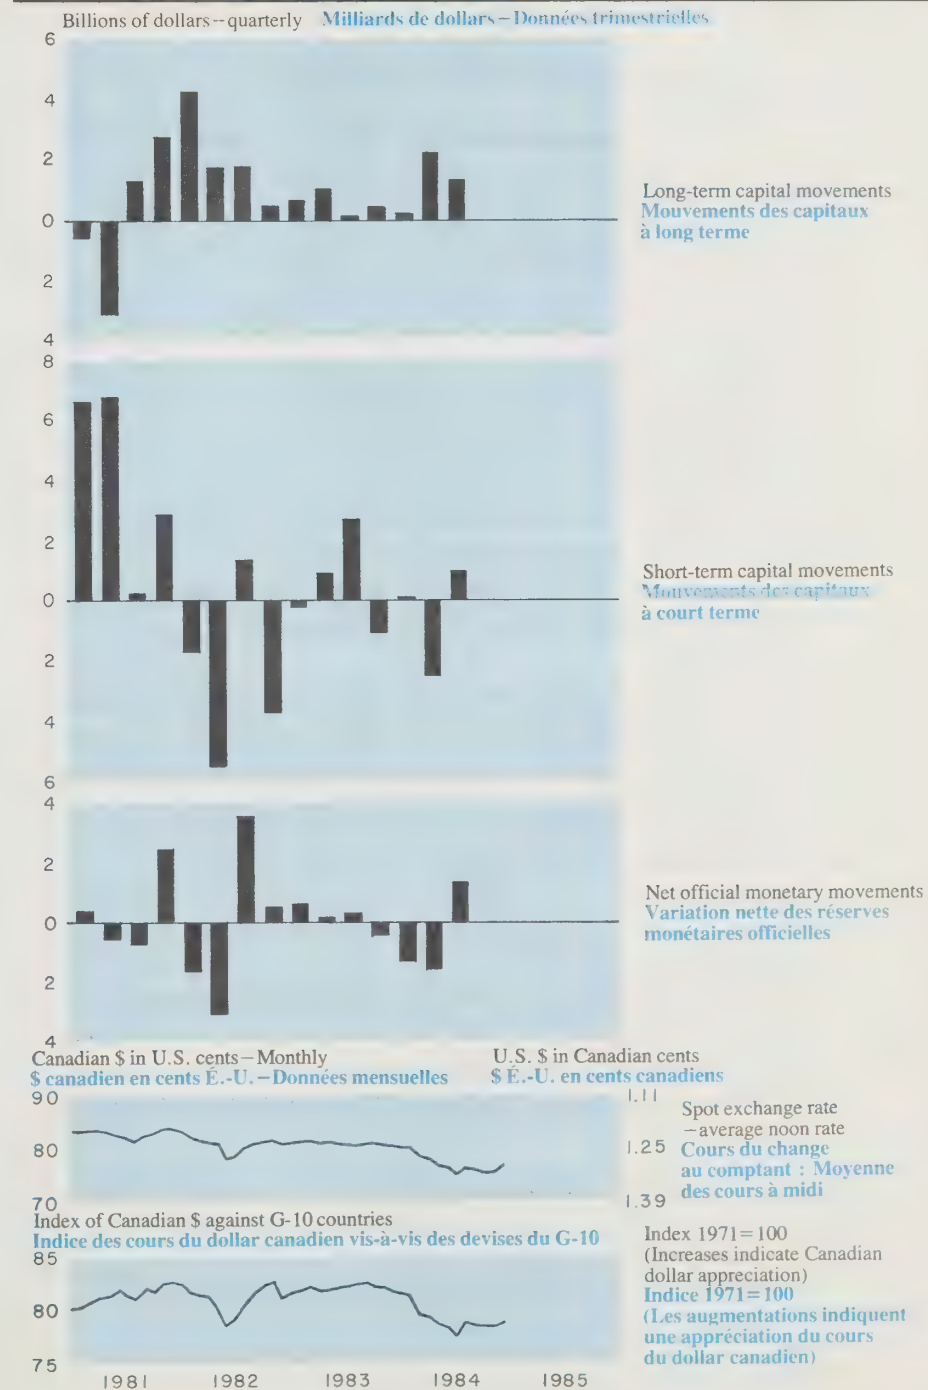 Billions of dollars – quarterly Milliards de dollars – Données trimestrielles
6
4
2
0
2
4
Long-term capital movements
Mouvements des capitaux
à long terme
8
6
4
2
0
2
4
6
Short-term capital movements
Mouvements des capitaux
à court terme
4
2
0
2
4
Net official monetary movements
Variation nette des réserves
monétaires officielles
Canadian $ in U.S. cents – Monthly
$ canadien en cents É.-U. – Données mensuelles
U.S. $ in Canadian cents
$ É.-U. en cents canadiens
90
80
70
1.11
1.25
1.39
Spot exchange rate
– average noon rate
Cours du change
au comptant : Moyenne
des cours à midi
Index of Canadian $ against G-10 countries
Indice des cours du dollar canadien vis-à-vis des devises du G-10
85
80
75
Index 1971 = 100
(Increases indicate Canadian
dollar appreciation)
Indice 1971 = 100
(Les augmentations indiquent
une appréciation du cours
du dollar canadien)
1981 1982 1983 1984 1985